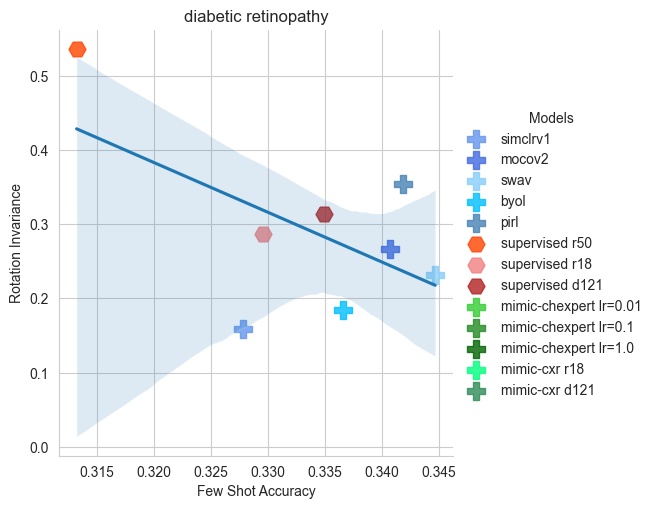 diabetic retinopathy
Rotation Invariance
0.5
0.4
0.3
0.2
0.1
0.0
0.315 0.320 0.325 0.330 0.335 0.340 0.345
Few Shot Accuracy
Models
simclrv1
mocov2
swav
byol
pirl
supervised r50
supervised r18
supervised d121
mimic-chexpert lr=0.01
mimic-chexpert lr=0.1
mimic-chexpert lr=1.0
mimic-cxr r18
mimic-cxr d121